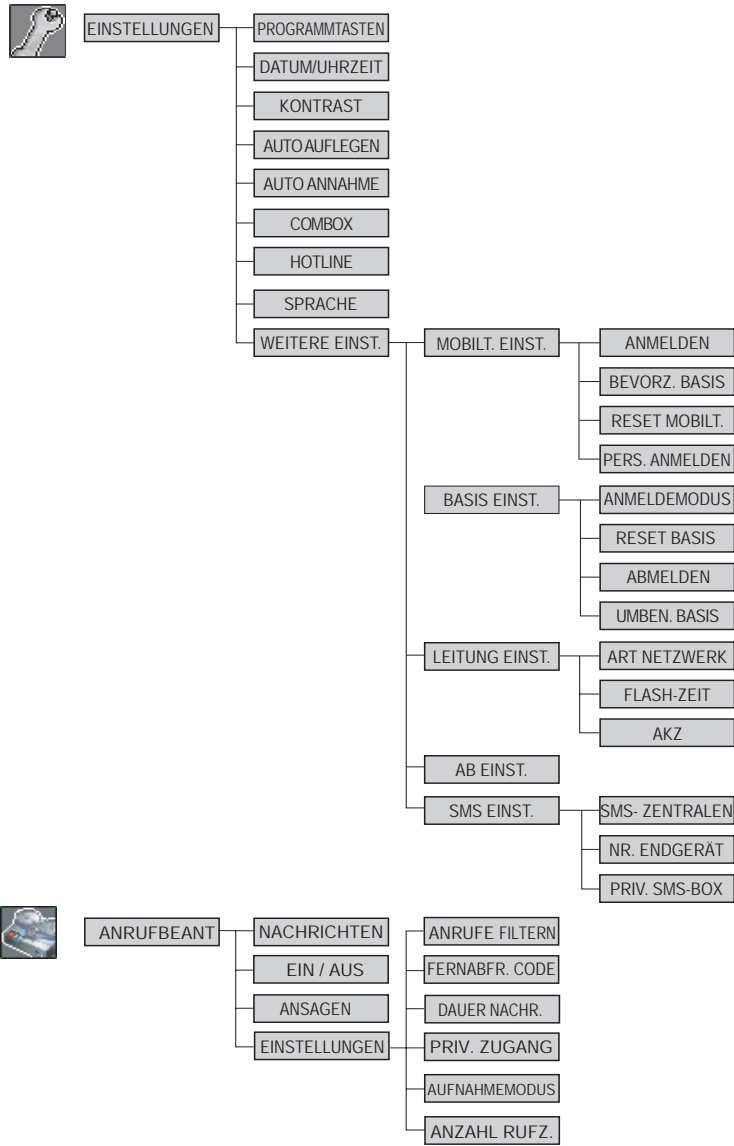 EINSTELLUNGEN
PROGRAMMTASTEN
DATUM/UHRZEIT
KONTRAST
AUTO AUFLEGEN
AUTO ANNAHME
COMBOX
HOTLINE
SPRACHE
WEITERE EINST.
MOBILT. EINST.
ANMELDEN
BEVORZ. BASIS
RESET MOBILT.
PERS. ANMELDEN
BASIS EINST.
ANMELDEMODUS
RESET BASIS
ABMELDEN
UMBEN. BASIS
LEITUNG EINST.
ART NETZWERK
FLASH-ZEIT
AKZ
AB EINST.
SMS EINST.
SMS- ZENTRALEN
NR. ENDGERÄT
PRIV. SMS-BOX
ANRUFBEANT
NACHRICHTEN
EIN / AUS
ANSAGEN
EINSTELLUNGEN
ANRUFE FILTERN
FERNABFR. CODE
DAUER NACHR.
PRIV. ZUGANG
AUFNAHMEMODUS
ANZAHL RUFZ.